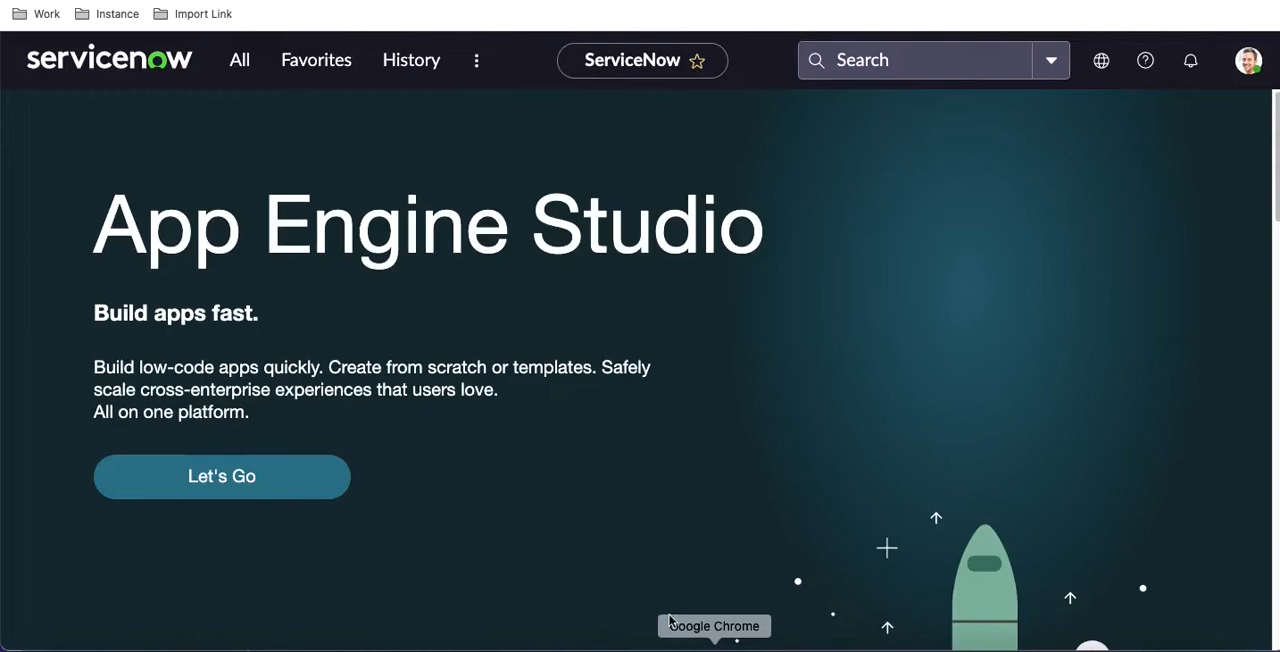 Work Instance Import Link
servicenow All Favorites History ServiceNow Search
App Engine Studio
Build apps fast.
Build low-code apps quickly. Create from scratch or templates. Safely
scale cross-enterprise experiences that users love.
All on one platform.
Let's Go
Google Chrome